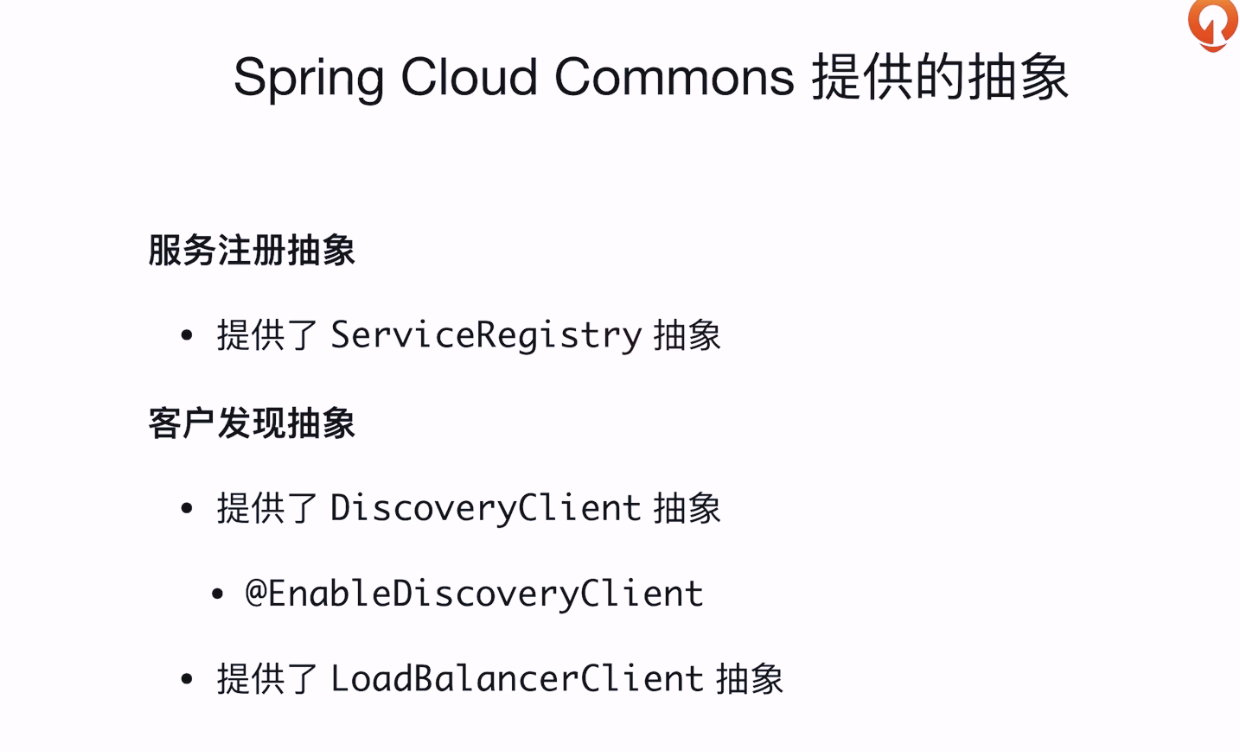 Spring Cloud Commons 提供的抽象
服务注册抽象
• 提供了 ServiceRegistry 抽象
客户发现抽象
• 提供了 DiscoveryClient 抽象
• @EnableDiscoveryClient
• 提供了 LoadBalancerClient 抽象